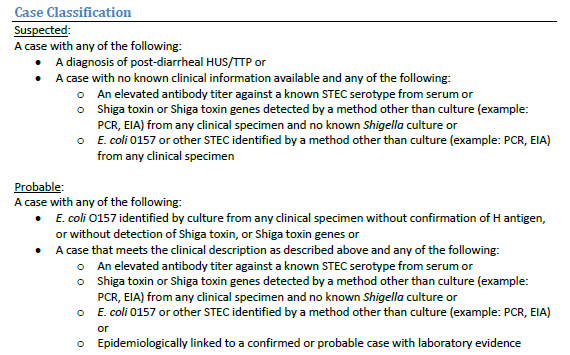 Case Classification
Suspected:
A case with any of the following:
• A diagnosis of post-diarrheal HUS/TTP or
• A case with no known clinical information available and any of the following:
o An elevated antibody titer against a known STEC serotype from serum or
o Shiga toxin or Shiga toxin genes detected by a method other than culture (example:
PCR, EIA) from any clinical specimen and no known Shigella culture or
o E. coli 0157 or other STEC identified by a method other than culture (example: PCR, EIA)
from any clinical specimen
Probable:
A case with any of the following:
• E. coli O157 identified by culture from any clinical specimen without confirmation of H antigen,
or without detection of Shiga toxin, or Shiga toxin genes or
• A case that meets the clinical description as described above and any of the following:
o An elevated antibody titer against a known STEC serotype from serum or
o Shiga toxin or Shiga toxin genes detected by a method other than culture (example:
PCR, EIA) from any clinical specimen and no known Shigella culture or
o E. coli 0157 or other STEC identified by a method other than culture (example: PCR, EIA)
or
o Epidemiologically linked to a confirmed or probable case with laboratory evidence